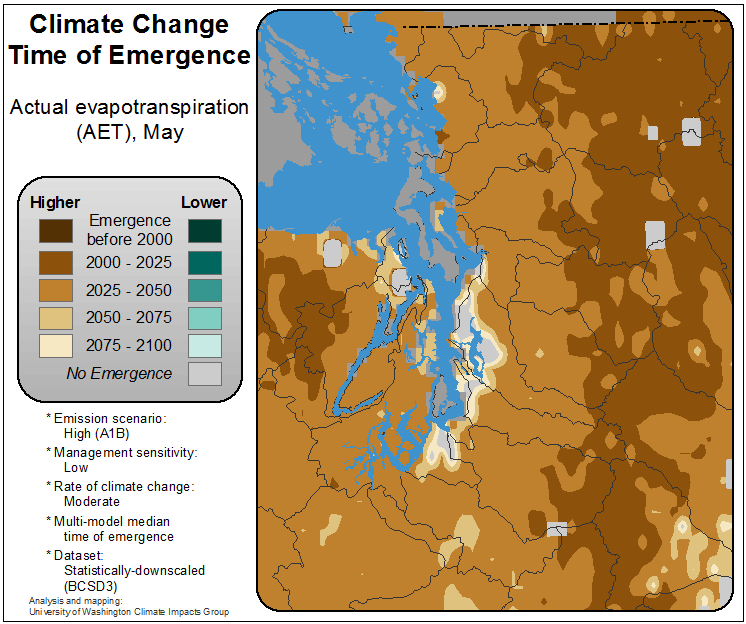 Climate Change
Time of Emergence
Actual evapotranspiration
(AET), May
Higher Lower
Emergence
before 2000
2000 - 2025
2025 - 2050
2050 - 2075
2075 - 2100
No Emergence
* Emission scenario:
High (A1B)
* Management sensitivity:
Low
* Rate of climate change:
Moderate
* Multi-model median
time of emergence
* Dataset:
Statistically-downscaled
(BCSD3)
Analysis and mapping:
University of Washington Climate Impacts Group